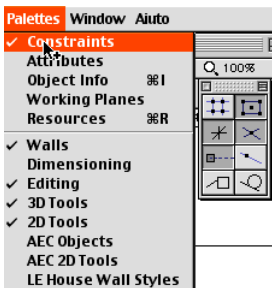 Palettes Window Aiuto
✓ Constraints
Attributes
100%
Object Info ⌘I
Working Planes
Resources ⌘R
✓ Walls
Dimensioning
✓ Editing
✓ 3D Tools
✓ 2D Tools
AEC Objects
AEC 2D Tools
LE House Wall Styles